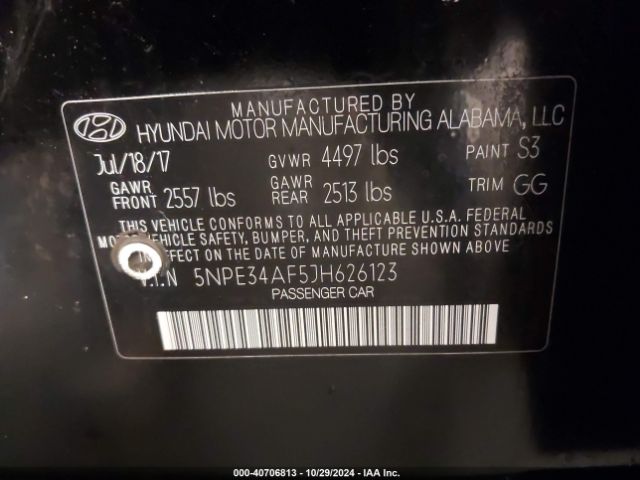 MANUFACTURED BY
HYUNDAI MOTOR MANUFACTURING ALABAMA, LLC
Jul/18/17 GVWR 4497 lbs PAINT S3
GAWR FRONT 2557 lbs GAWR REAR 2513 lbs TRIM GG
THIS VEHICLE CONFORMS TO ALL APPLICABLE U.S.A. FEDERAL
VEHICLE SAFETY, BUMPER, AND THEFT PREVENTION STANDARDS
IN EFFECT ON THE DATE OF MANUFACTURE SHOWN ABOVE
V.I.N 5NPE34AF5JH626123
PASSENGER CAR
000-40706813 - 10/29/2024 - IAA Inc.